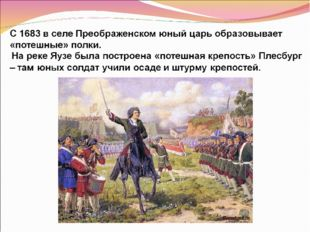 С 1683 в селе Преображенском юный царь образовывает
«потешные» полки.
На реке Яузе была построена «потешная крепость» Плесбург
– там юных солдат учили осаде и штурму крепостей.